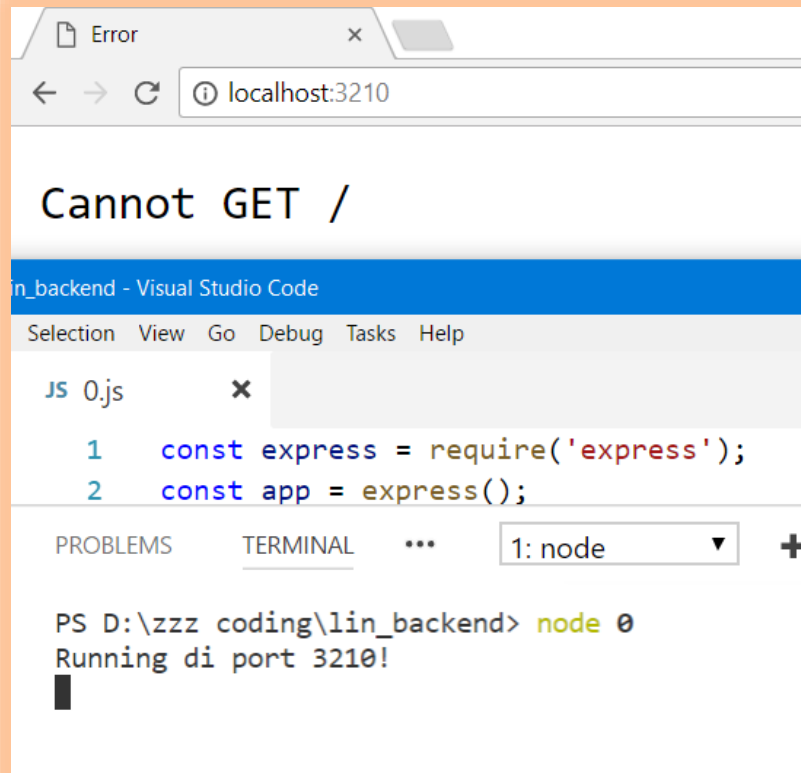 Error
localhost:3210
Cannot GET /
in_backend - Visual Studio Code
Selection View Go Debug Tasks Help
JS 0.js
1 const express = require('express');
2 const app = express();
PROBLEMS TERMINAL ••• 1: node
PS D:\zzz coding\lin_backend> node 0
Running di port 3210!